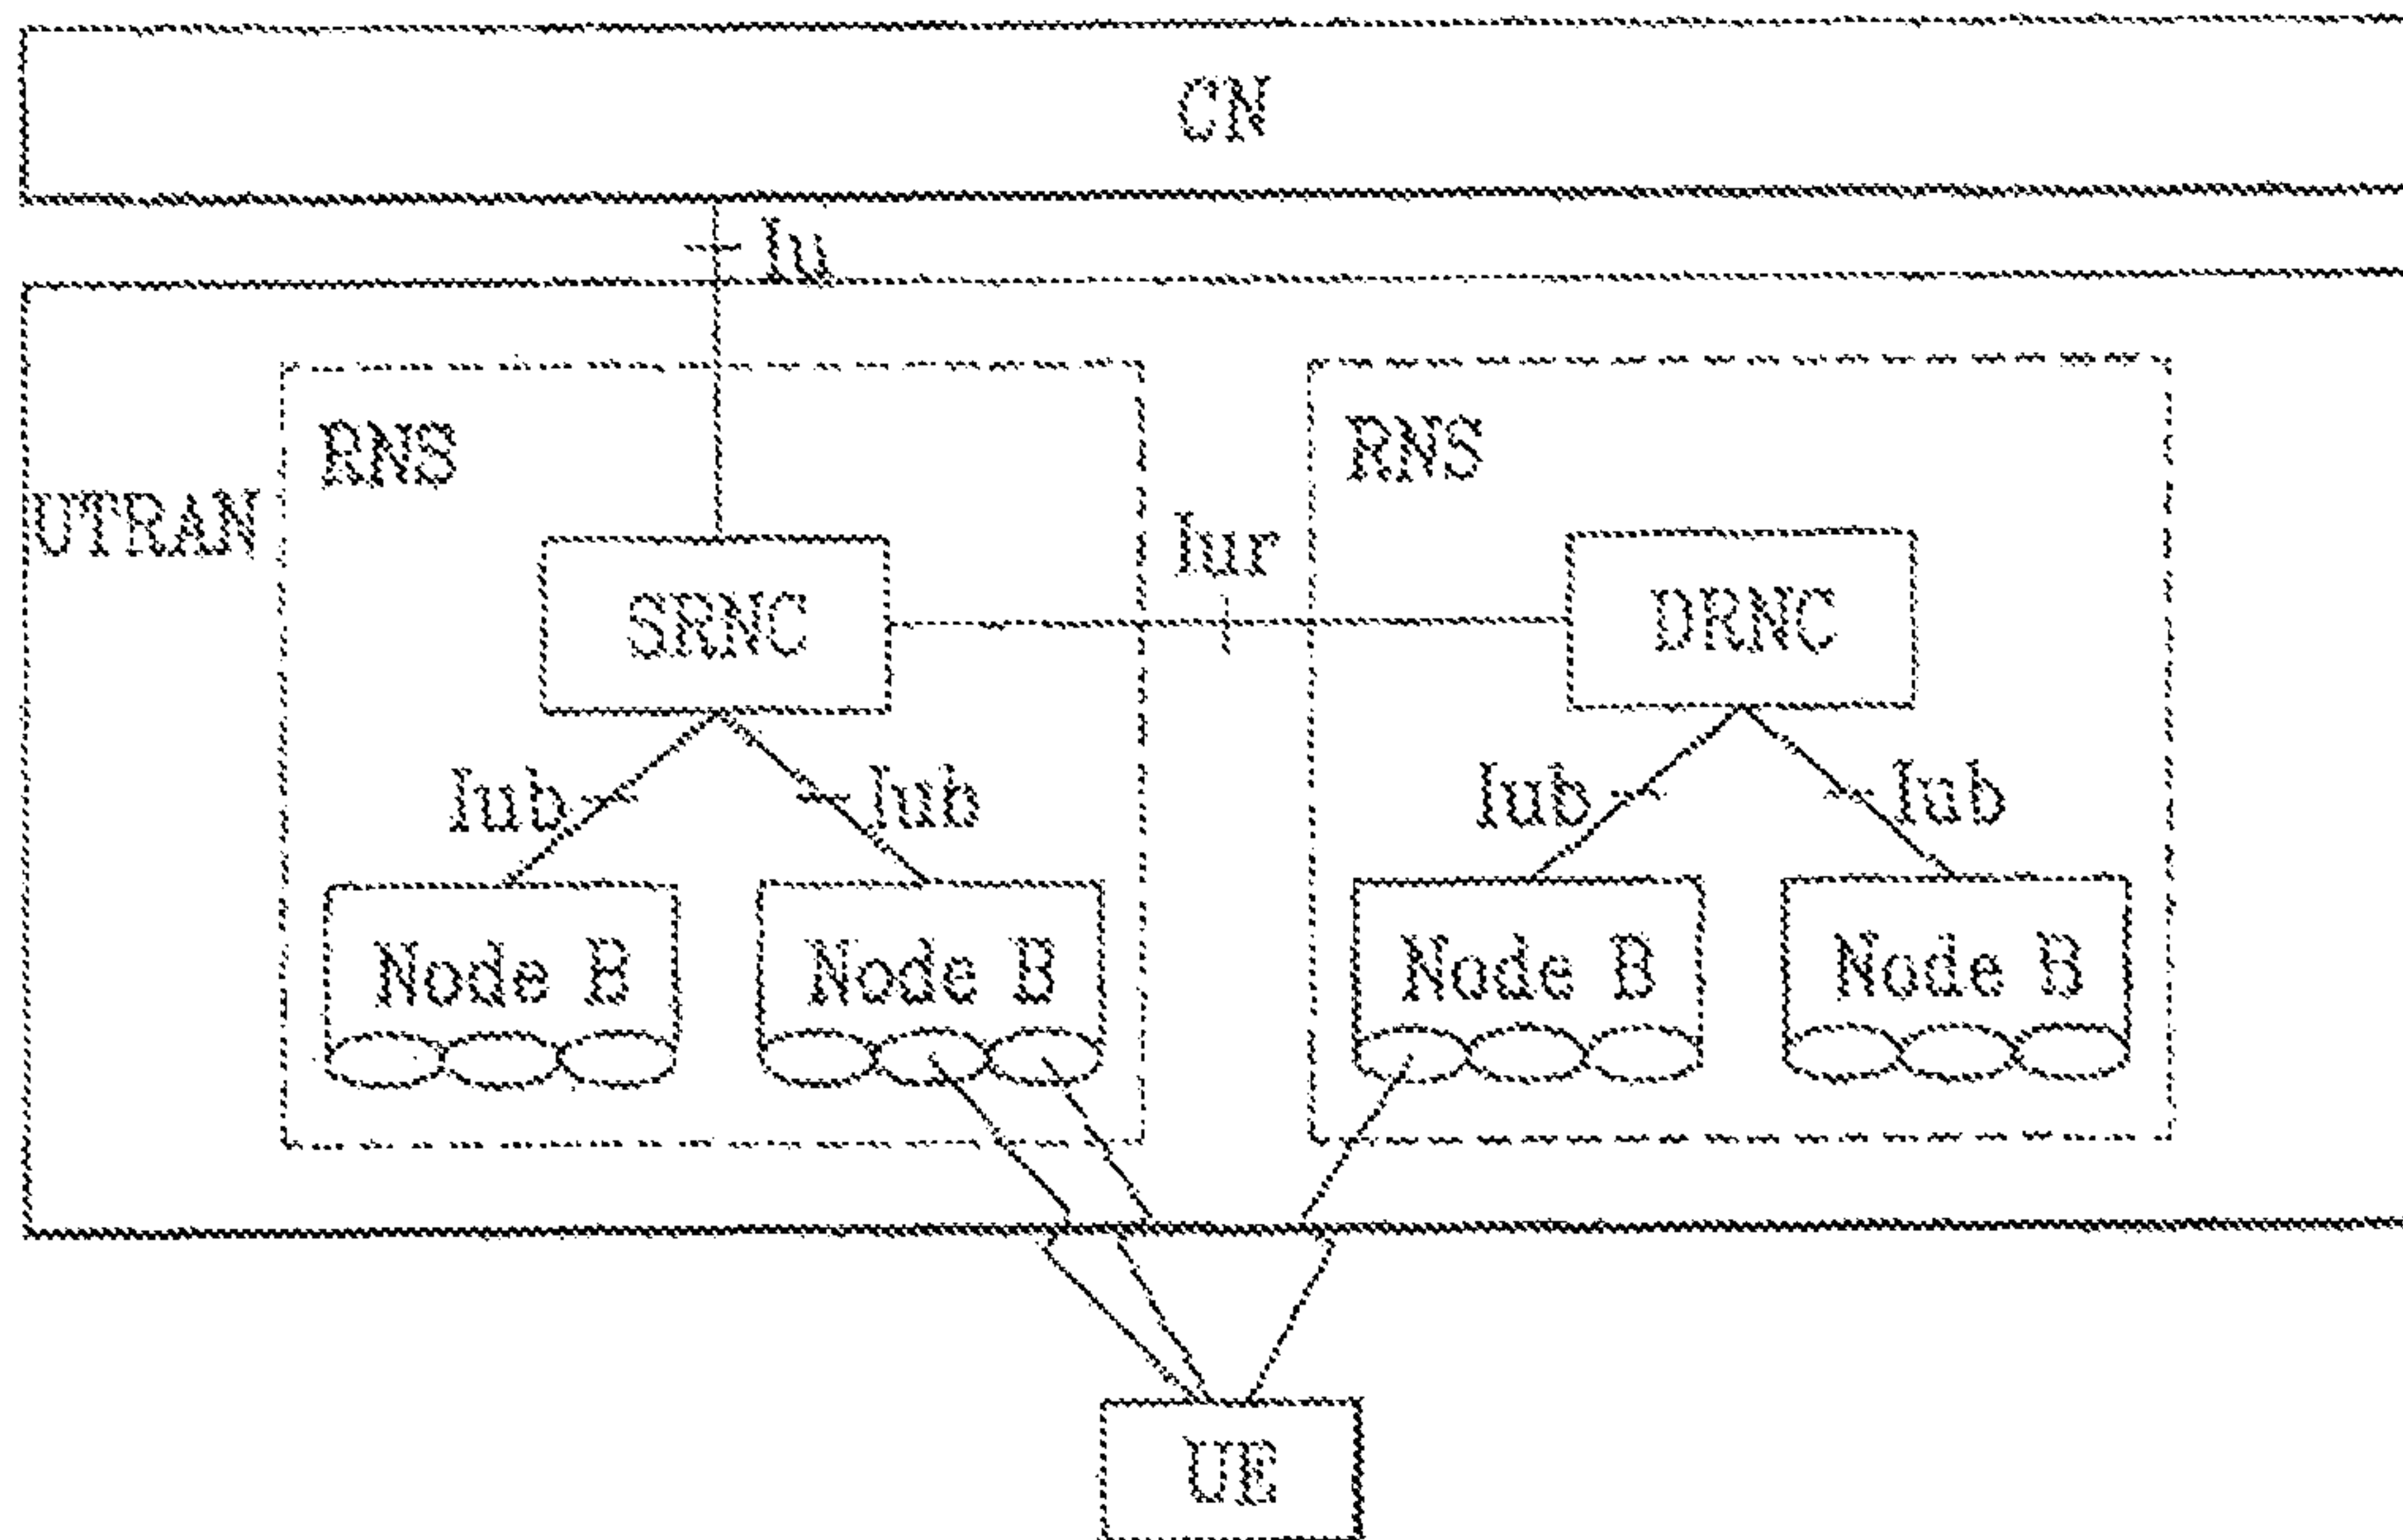 CN
Iu
RNS
RNS
UTRAN
Iur
SRNC
DRNC
Iub
Iub
Iub
Iub
Node B
Node B
Node B
Node B
UE